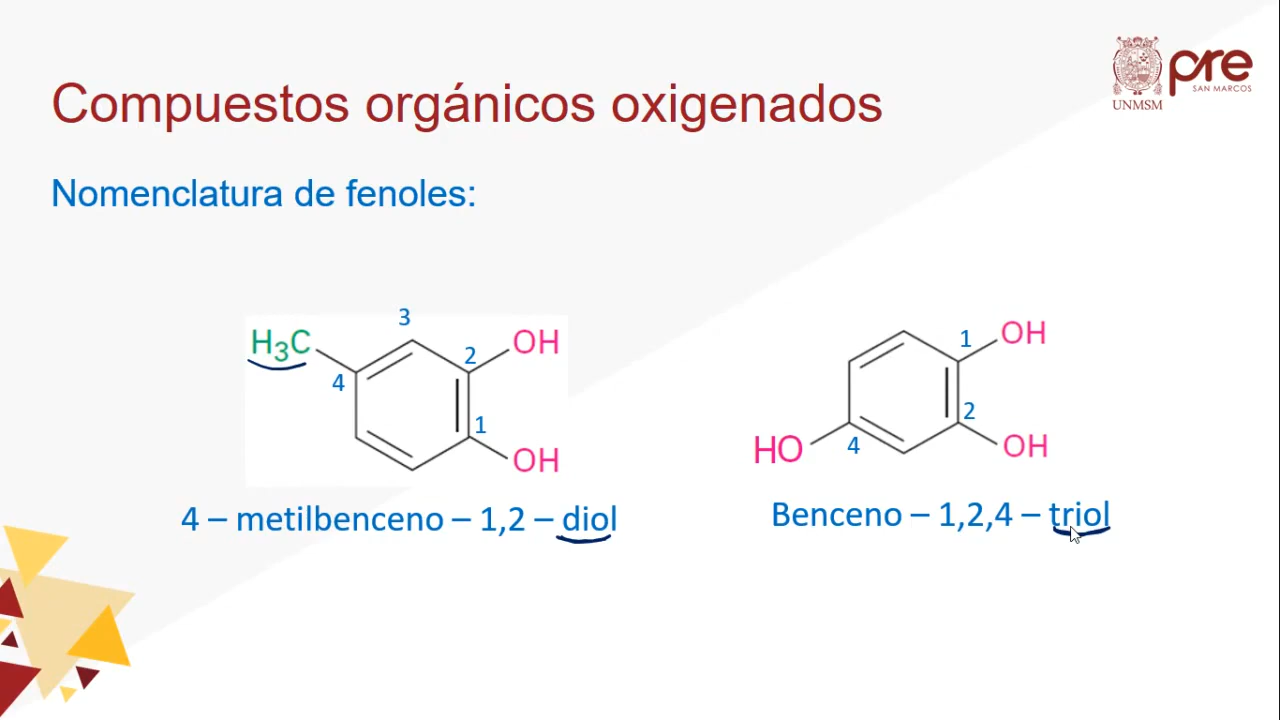 Compuestos orgánicos oxigenados
pre
SAN MARCOS
UNMSM
Nomenclatura de fenoles:
3
H₃C
OH
2
4
1
OH
4 – metilbenceno – 1,2 – diol
1
OH
2
HO
4
OH
Benceno – 1,2,4 – triol